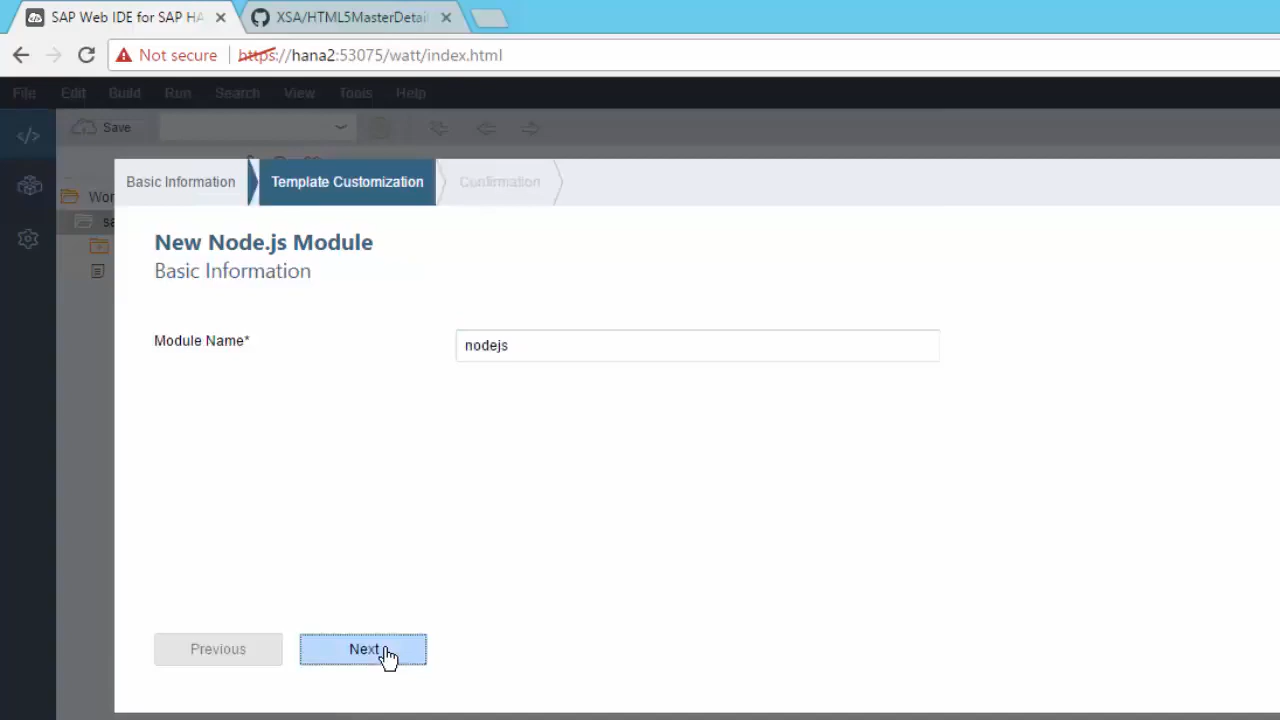 SAP Web IDE for SAP HA
XSA/HTML5MasterDetail
Not secure
https://hana2:53075/watt/index.html
File Edit Build Run Search View Tools Help
Save
Basic Information
Template Customization
Confirmation
Wor
sa
New Node.js Module
Basic Information
Module Name*
nodejs
Previous
Next